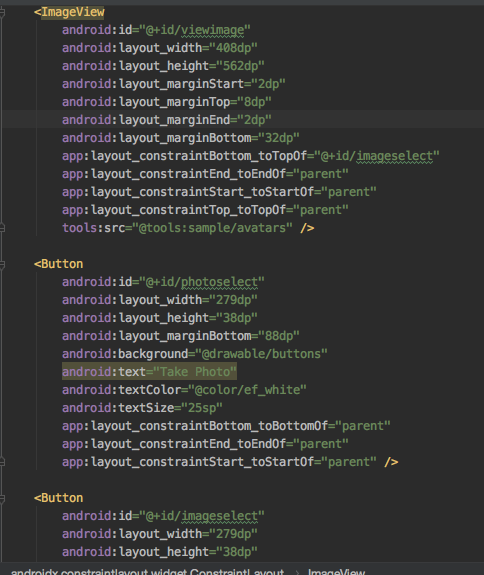 <ImageView
android:id="@+id/viewimage"
android:layout_width="408dp"
android:layout_height="562dp"
android:layout_marginStart="2dp"
android:layout_marginTop="8dp"
android:layout_marginEnd="2dp"
android:layout_marginBottom="32dp"
app:layout_constraintBottom_toTopOf="@+id/imageselect"
app:layout_constraintEnd_toEndOf="parent"
app:layout_constraintStart_toStartOf="parent"
app:layout_constraintTop_toTopOf="parent"
tools:src="@tools:sample/avatars" />
<Button
android:id="@+id/photoselect"
android:layout_width="279dp"
android:layout_height="38dp"
android:layout_marginBottom="88dp"
android:background="@drawable/buttons"
android:text="Take Photo"
android:textColor="@color/ef_white"
android:textSize="25sp"
app:layout_constraintBottom_toBottomOf="parent"
app:layout_constraintEnd_toEndOf="parent"
app:layout_constraintStart_toStartOf="parent" />
<Button
android:id="@+id/imageselect"
android:layout_width="279dp"
android:layout_height="38dp"
androidx.constraintlayout.widget.ConstraintLayout › ImageView